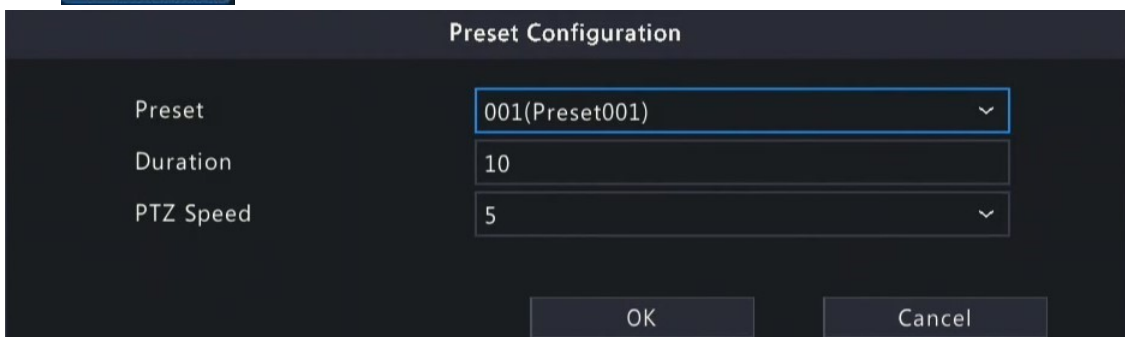 Preset Configuration
Preset 001(Preset001)
Duration 10
PTZ Speed 5
OK Cancel